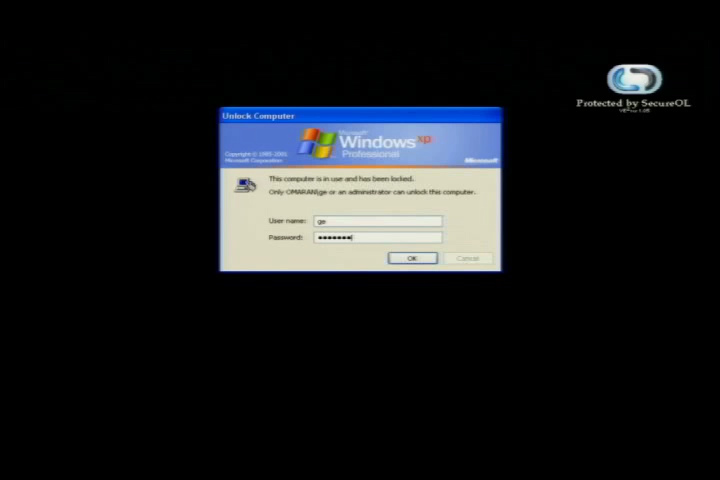 Protected by SecureOL
Unlock Computer
Microsoft
Windows xp
Professional
Copyright © 1985-2001
Microsoft Corporation
Microsoft
This computer is in use and has been locked.
Only OMARAN\ge or an administrator can unlock this computer.
User name: ge
Password: •••••••
OK
Cancel